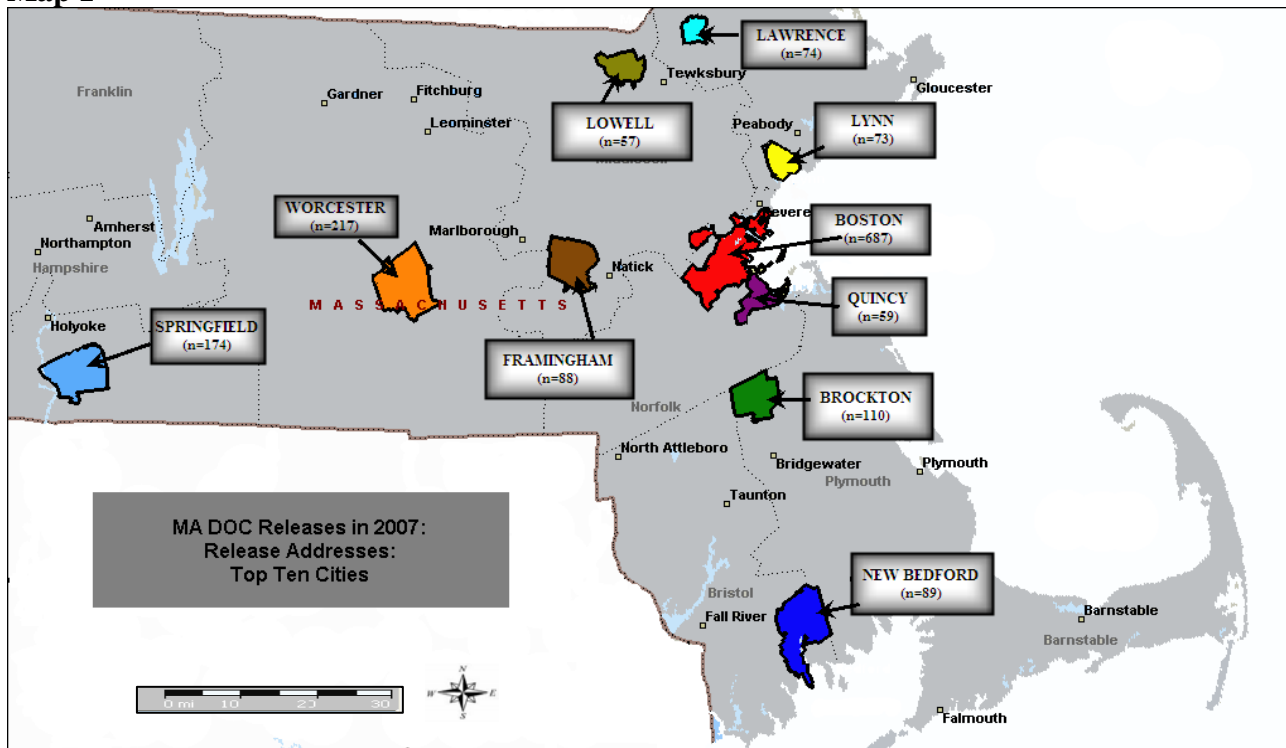 Map
LAWRENCE
(n=74)
Tewksbury
Gloucester
Franklin
Gardner
Fitchburg
Leominster
LOWELL
(n=57)
Peabody
LYNN
(n=73)
WORCESTER
(n=217)
Amherst
Northampton
Hampshire
Marlborough
Natick
evere
BOSTON
(n=687)
MASSACHUSETTS
QUINCY
(n=59)
Holyoke
SPRINGFIELD
(n=174)
FRAMINGHAM
(n=88)
Norfolk
BROCKTON
(n=110)
North Attleboro
Bridgewater
Plymouth
Plymouth
Taunton
MA DOC Releases in 2007:
Release Addresses:
Top Ten Cities
NEW BEDFORD
(n=89)
Bristol
Fall River
Barnstable
Barnstable
Falmouth
N
W E
S
0 mi 10 20 30